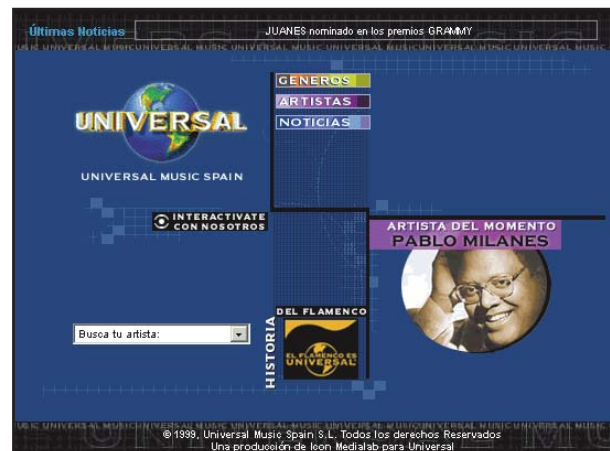 Últimas Noticias
JUANES nominado en los premios GRAMMY
GENEROS
ARTISTAS
NOTICIAS
UNIVERSAL
UNIVERSAL MUSIC SPAIN
INTERACTIVATE
CON NOSOTROS
ARTISTA DEL MOMENTO
PABLO MILANES
Busca tu artista:
HISTORIA
DEL FLAMENCO
EL FLAMENCO ES
UNIVERSAL
© 1999, Universal Music Spain S.L. Todos los derechos Reservados
Una producción de Icon Medialab para Universal